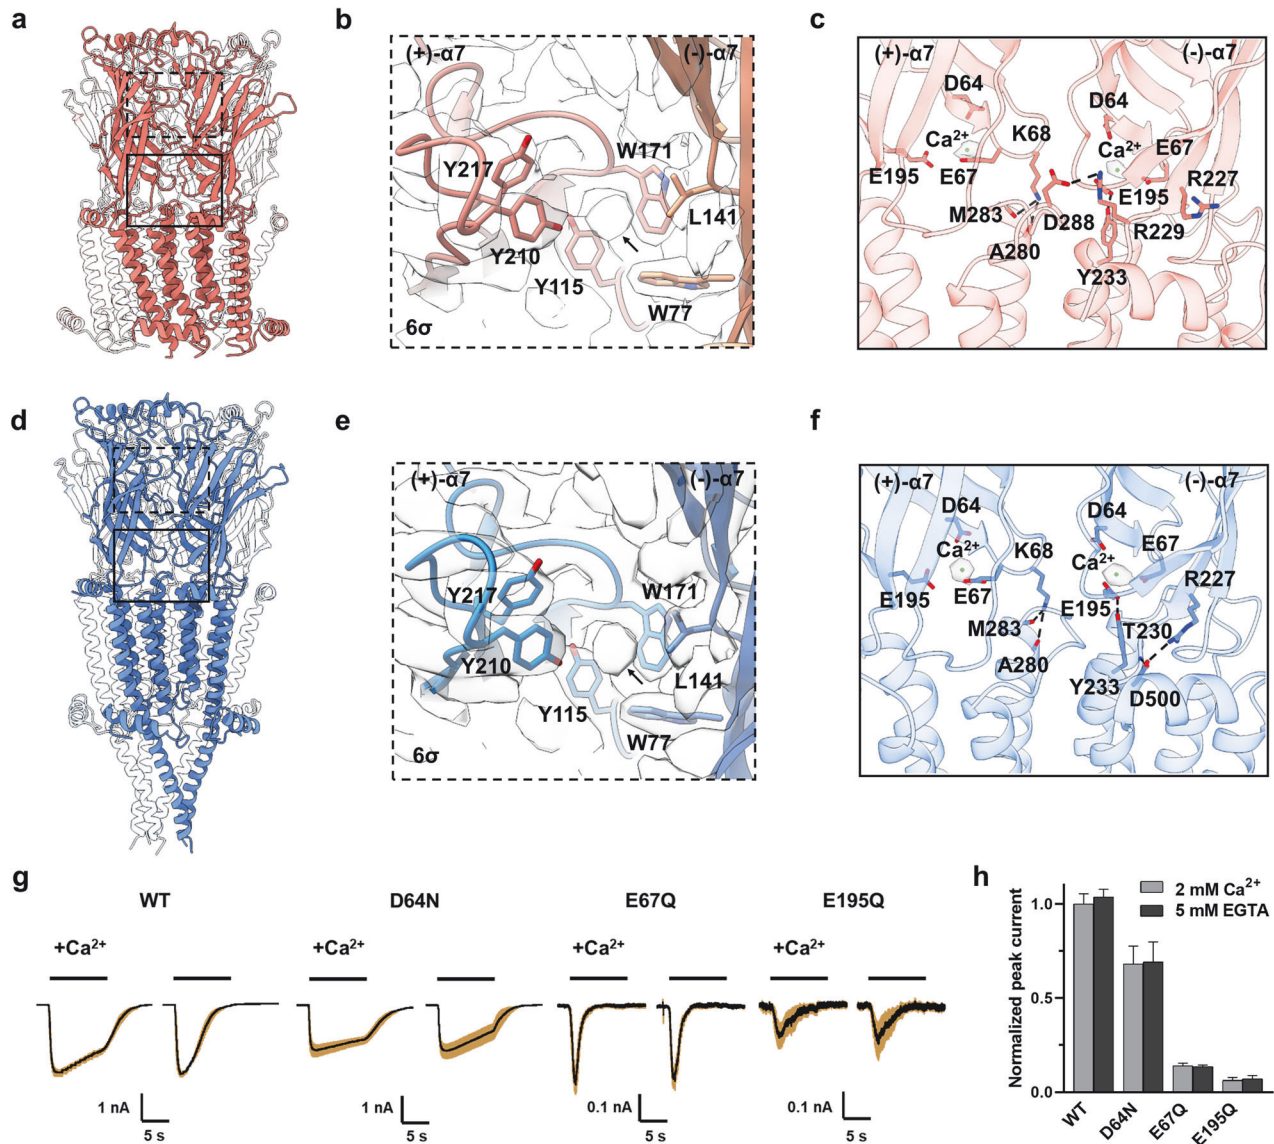 a
b
(+)-α7
(-)-α7
Y217
W171
L141
Y210
Y115
W77
6σ
c
(+)-α7
(-)-α7
D64
D64
Ca²⁺
K68
Ca²⁺
E67
E195
E67
E195
R227
M283
D288
R229
A280
Y233
d
e
(+)-α7
(-)-α7
Y217
W171
Y210
L141
Y115
W77
6σ
f
(+)-α7
(-)-α7
D64
D64
Ca²⁺
K68
Ca²⁺
E67
R227
E195
E67
E195
M283
T230
A280
Y233
D500
g
WT
D64N
E67Q
E195Q
+Ca²⁺
+Ca²⁺
+Ca²⁺
+Ca²⁺
1 nA
5 s
1 nA
5 s
0.1 nA
5 s
0.1 nA
5 s
h
2 mM Ca²⁺
5 mM EGTA
Normalized peak current
1.0
0.5
0.0
WT
D64N
E67Q
E195Q